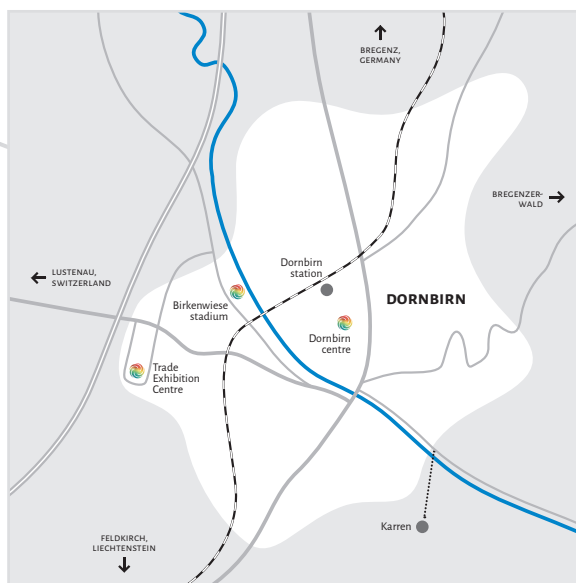 BREGENZ,
GERMANY
BREGENZER-
WALD
Dornbirn
station
LUSTENAU,
SWITZERLAND
DORNBIRN
Birkenwiese
stadium
Dornbirn
centre
Trade
Exhibition
Centre
Karren
FELDKIRCH,
LIECHTENSTEIN